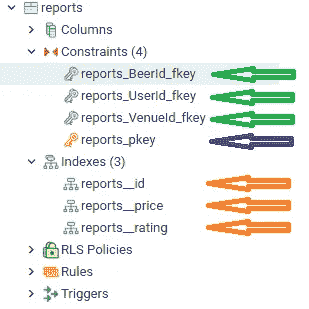 reports
Columns
Constraints (4)
reports_BeerId_fkey
reports_UserId_fkey
reports_VenueId_fkey
reports_pkey
Indexes (3)
reports__id
reports__price
reports__rating
RLS Policies
Rules
Triggers